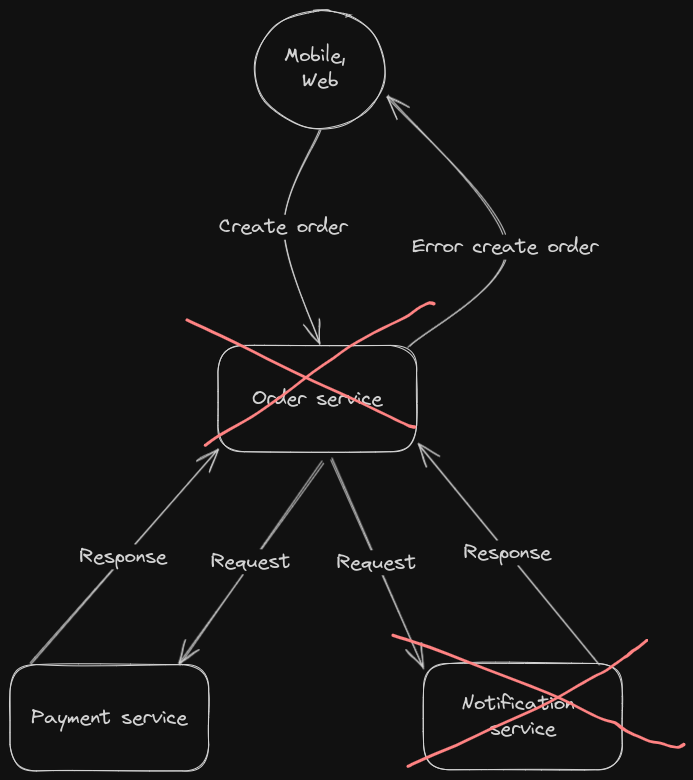 Mobile,
Web
Create order
Error create order
Order service
Response
Request
Request
Response
Payment service
Notification
service